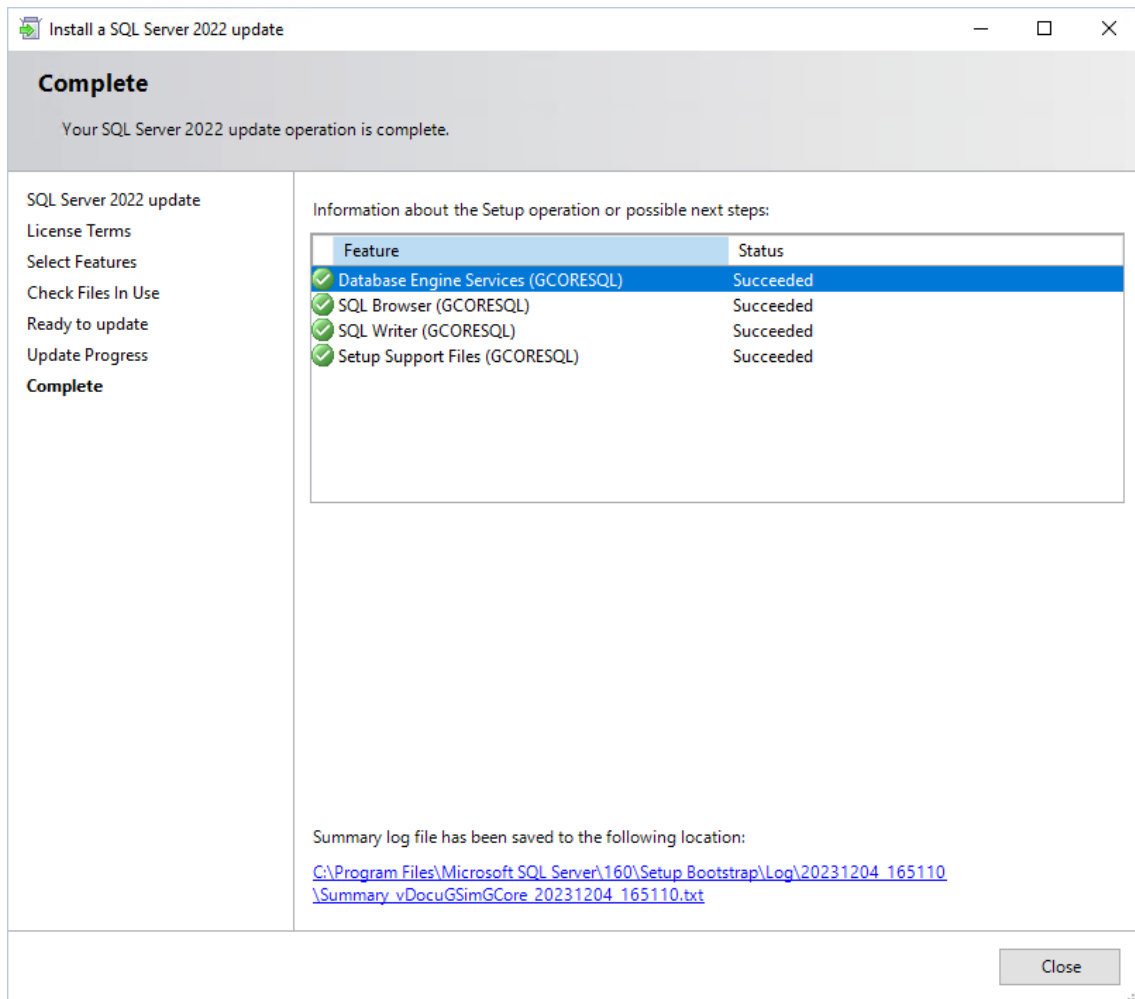 Install a SQL Server 2022 update
Complete
Your SQL Server 2022 update operation is complete.
SQL Server 2022 update
License Terms
Select Features
Check Files In Use
Ready to update
Update Progress
Complete
Information about the Setup operation or possible next steps:
Feature Status
Database Engine Services (GCORESQL) Succeeded
SQL Browser (GCORESQL) Succeeded
SQL Writer (GCORESQL) Succeeded
Setup Support Files (GCORESQL) Succeeded
Summary log file has been saved to the following location:
C:\Program Files\Microsoft SQL Server\160\Setup Bootstrap\Log\20231204_165110
\Summary_vDocuGSimGCore_20231204_165110.txt
Close